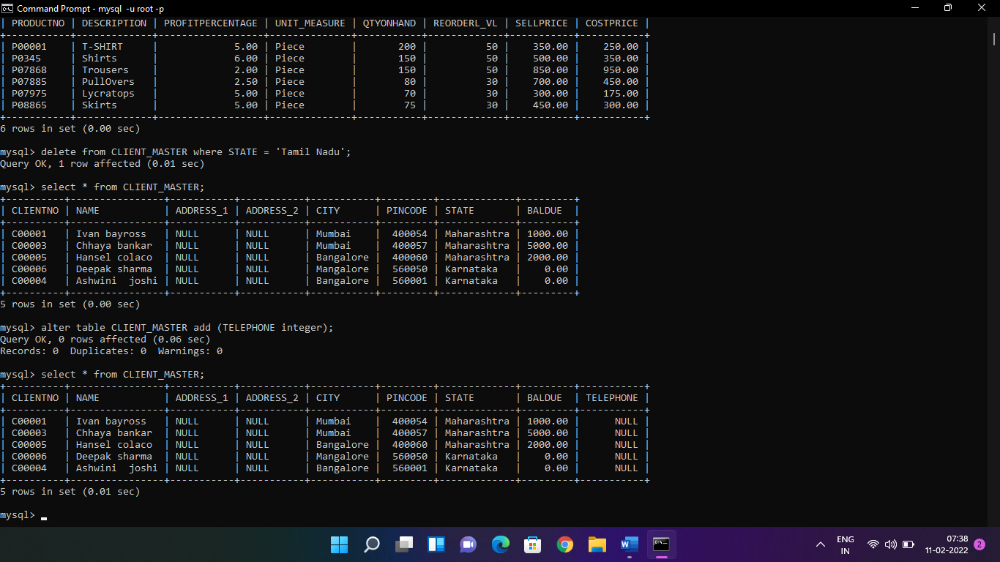 Command Prompt - mysql -u root -p
| PRODUCTNO | DESCRIPTION | PROFITPERCENTAGE | UNIT_MEASURE | QTYONHAND | REORDERL_VL | SELLPRICE | COSTPRICE |
+-----------+-------------+------------------+--------------+-----------+-------------+-----------+-----------+
| P00001    | T-SHIRT     |             5.00 | Piece        |       200 |          50 |    350.00 |    250.00 |
| P0345     | Shirts      |             6.00 | Piece        |       150 |          50 |    500.00 |    350.00 |
| P07868    | Trousers    |             2.00 | Piece        |       150 |          50 |    850.00 |    950.00 |
| P07885    | PullOvers   |             2.50 | Piece        |        80 |          30 |    700.00 |    450.00 |
| P07975    | Lycratops   |             5.00 | Piece        |        70 |          30 |    300.00 |    175.00 |
| P08865    | Skirts      |             5.00 | Piece        |        75 |          30 |    450.00 |    300.00 |
+-----------+-------------+------------------+--------------+-----------+-------------+-----------+-----------+
6 rows in set (0.00 sec)
mysql> delete from CLIENT_MASTER where STATE = 'Tamil Nadu';
Query OK, 1 row affected (0.01 sec)
mysql> select * from CLIENT_MASTER;
+----------+----------------+-----------+-----------+-----------+---------+-------------+---------+
| CLIENTNO | NAME           | ADDRESS_1 | ADDRESS_2 | CITY      | PINCODE | STATE       | BALDUE  |
+----------+----------------+-----------+-----------+-----------+---------+-------------+---------+
| C00001   | Ivan bayross   | NULL      | NULL      | Mumbai    |  400054 | Maharashtra | 1000.00 |
| C00003   | Chhaya bankar  | NULL      | NULL      | Mumbai    |  400057 | Maharashtra | 5000.00 |
| C00005   | Hansel colaco  | NULL      | NULL      | Bangalore |  400060 | Maharashtra | 2000.00 |
| C00006   | Deepak sharma  | NULL      | NULL      | Mangalore |  560050 | Karnataka   |    0.00 |
| C00004   | Ashwini  joshi | NULL      | NULL      | Bangalore |  560001 | Karnataka   |    0.00 |
+----------+----------------+-----------+-----------+-----------+---------+-------------+---------+
5 rows in set (0.00 sec)
mysql> alter table CLIENT_MASTER add (TELEPHONE integer);
Query OK, 0 rows affected (0.06 sec)
Records: 0  Duplicates: 0  Warnings: 0
mysql> select * from CLIENT_MASTER;
+----------+----------------+-----------+-----------+-----------+---------+-------------+---------+-----------+
| CLIENTNO | NAME           | ADDRESS_1 | ADDRESS_2 | CITY      | PINCODE | STATE       | BALDUE  | TELEPHONE |
+----------+----------------+-----------+-----------+-----------+---------+-------------+---------+-----------+
| C00001   | Ivan bayross   | NULL      | NULL      | Mumbai    |  400054 | Maharashtra | 1000.00 |      NULL |
| C00003   | Chhaya bankar  | NULL      | NULL      | Mumbai    |  400057 | Maharashtra | 5000.00 |      NULL |
| C00005   | Hansel colaco  | NULL      | NULL      | Bangalore |  400060 | Maharashtra | 2000.00 |      NULL |
| C00006   | Deepak sharma  | NULL      | NULL      | Mangalore |  560050 | Karnataka   |    0.00 |      NULL |
| C00004   | Ashwini  joshi | NULL      | NULL      | Bangalore |  560001 | Karnataka   |    0.00 |      NULL |
+----------+----------------+-----------+-----------+-----------+---------+-------------+---------+-----------+
5 rows in set (0.01 sec)
mysql>
ENG
IN
07:38
11-02-2022
2